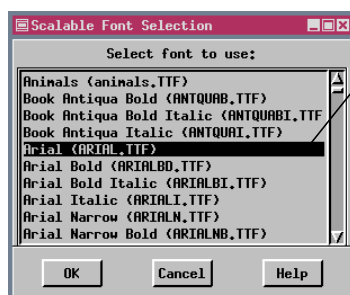 Scalable Font Selection
Select font to use:
Animals (animals.TTF)
Book Antiqua Bold (ANTQUAB.TTF)
Book Antiqua Bold Italic (ANTQUABI.TTF
Book Antiqua Italic (ANTQUAI.TTF)
Arial (ARIAL.TTF)
Arial Bold (ARIALBD.TTF)
Arial Bold Italic (ARIALBI.TTF)
Arial Italic (ARIALI.TTF)
Arial Narrow (ARIALN.TTF)
Arial Narrow Bold (ARIALNB.TTF)
OK Cancel Help